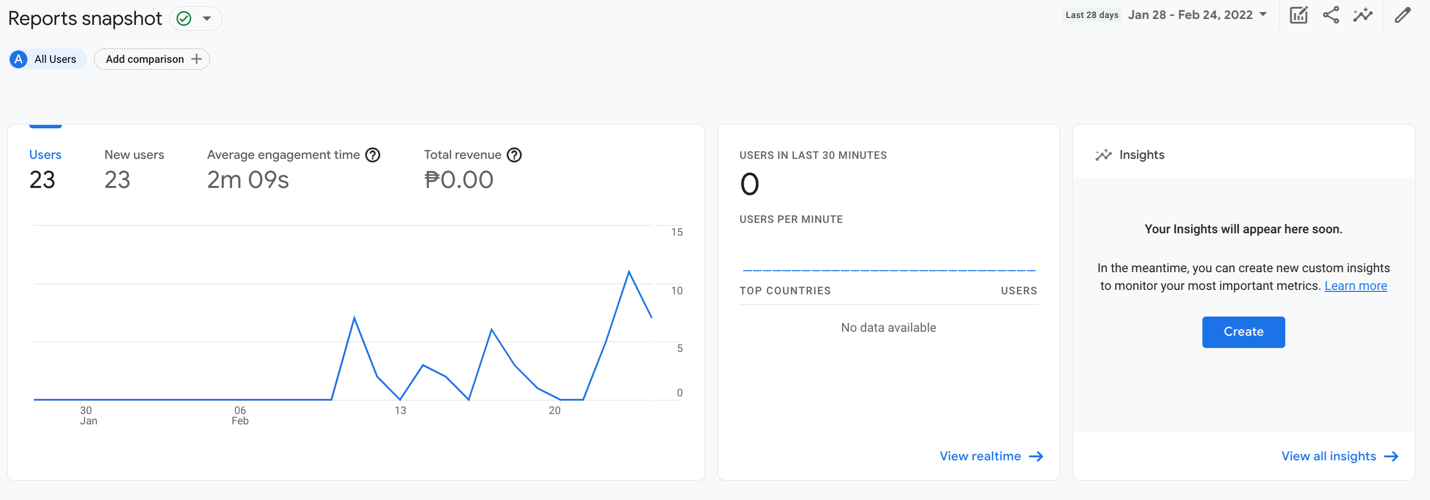 Reports snapshot
Last 28 days Jan 28 - Feb 24, 2022
A All Users
Add comparison +
Users
23
New users
23
Average engagement time ?
2m 09s
Total revenue ?
₱0.00
15
10
5
0
30
Jan
06
Feb
13
20
USERS IN LAST 30 MINUTES
0
USERS PER MINUTE
TOP COUNTRIES USERS
No data available
View realtime →
Insights
Your Insights will appear here soon.
In the meantime, you can create new custom insights
to monitor your most important metrics. Learn more
Create
View all insights →